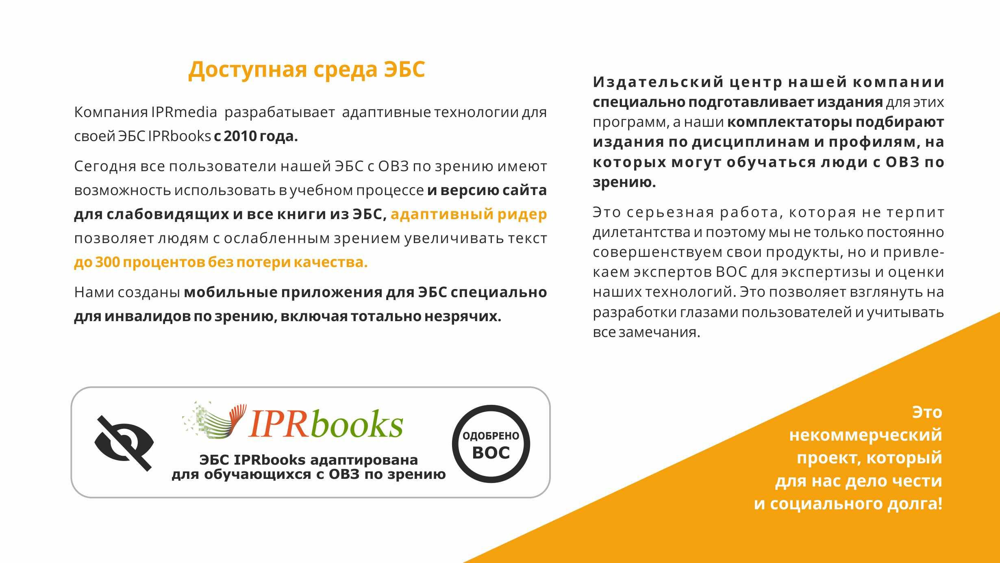 Доступная среда ЭБС
Компания IPRmedia разрабатывает адаптивные технологии для
своей ЭБС IPRbooks с 2010 года.
Сегодня все пользователи нашей ЭБС с ОВЗ по зрению имеют
возможность использовать в учебном процессе и версию сайта
для слабовидящих и все книги из ЭБС, адаптивный ридер
позволяет людям с ослабленным зрением увеличивать текст
до 300 процентов без потери качества.
Нами созданы мобильные приложения для ЭБС специально
для инвалидов по зрению, включая тотально незрячих.
Издательский центр нашей компании
специально подготавливает издания для этих
программ, а наши комплектаторы подбирают
издания по дисциплинам и профилям, на
которых могут обучаться люди с ОВЗ по
зрению.
Это серьезная работа, которая не терпит
дилетантства и поэтому мы не только постоянно
совершенствуем свои продукты, но и привле-
каем экспертов ВОС для экспертизы и оценки
наших технологий. Это позволяет взглянуть на
разработки глазами пользователей и учитывать
все замечания.
IPRbooks
ЭБС IPRbooks адаптирована
для обучающихся с ОВЗ по зрению
ОДОБРЕНО
ВОС
Это
некоммерческий
проект, который
для нас дело чести
и социального долга!